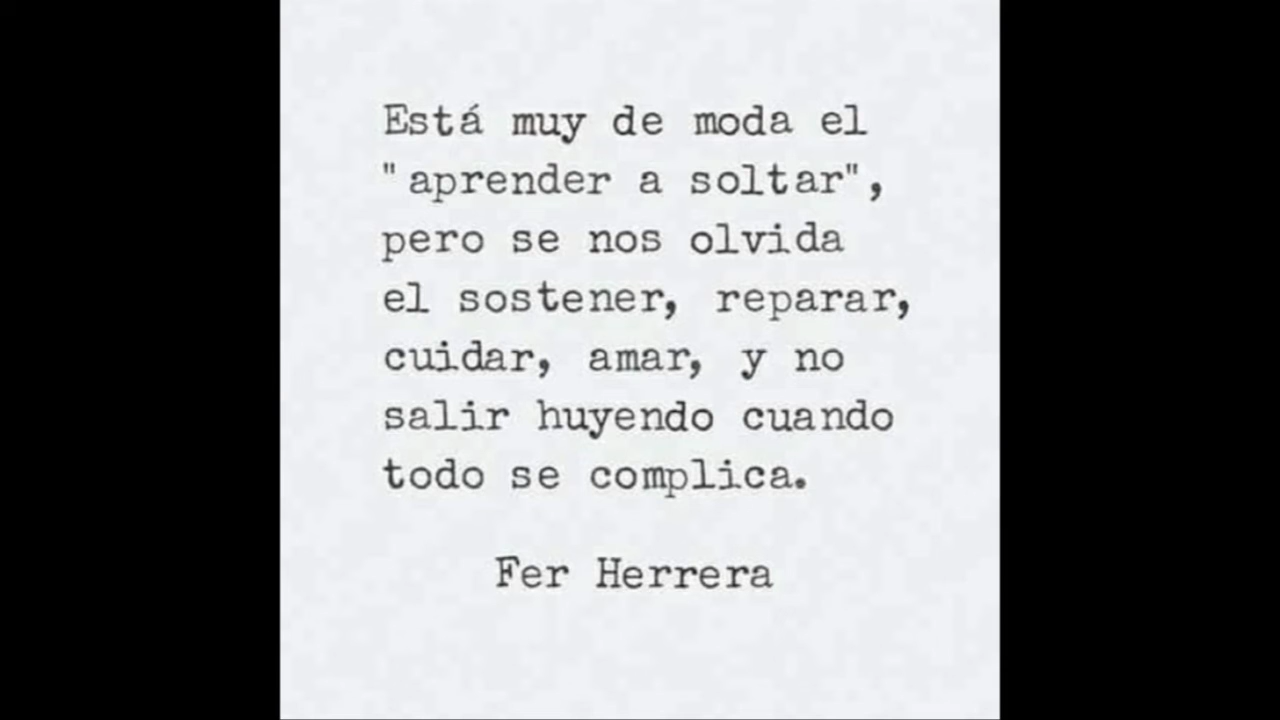 Está muy de moda el
"aprender a soltar",
pero se nos olvida
el sostener, reparar,
cuidar, amar, y no
salir huyendo cuando
todo se complica.
Fer Herrera